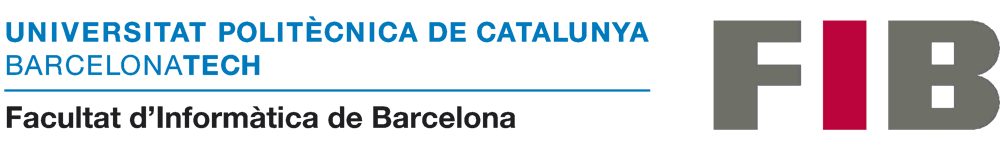 UNIVERSITAT POLITÈCNICA DE CATALUNYA
BARCELONATECH
Facultat d'Informàtica de Barcelona
FIB